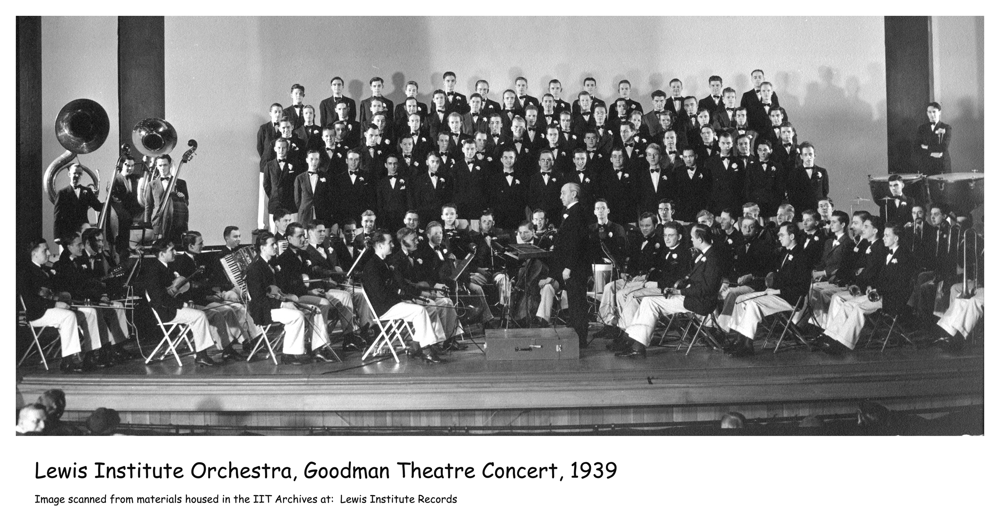 Lewis Institute Orchestra, Goodman Theatre Concert, 1939
Image scanned from materials housed in the IIT Archives at:  Lewis Institute Records